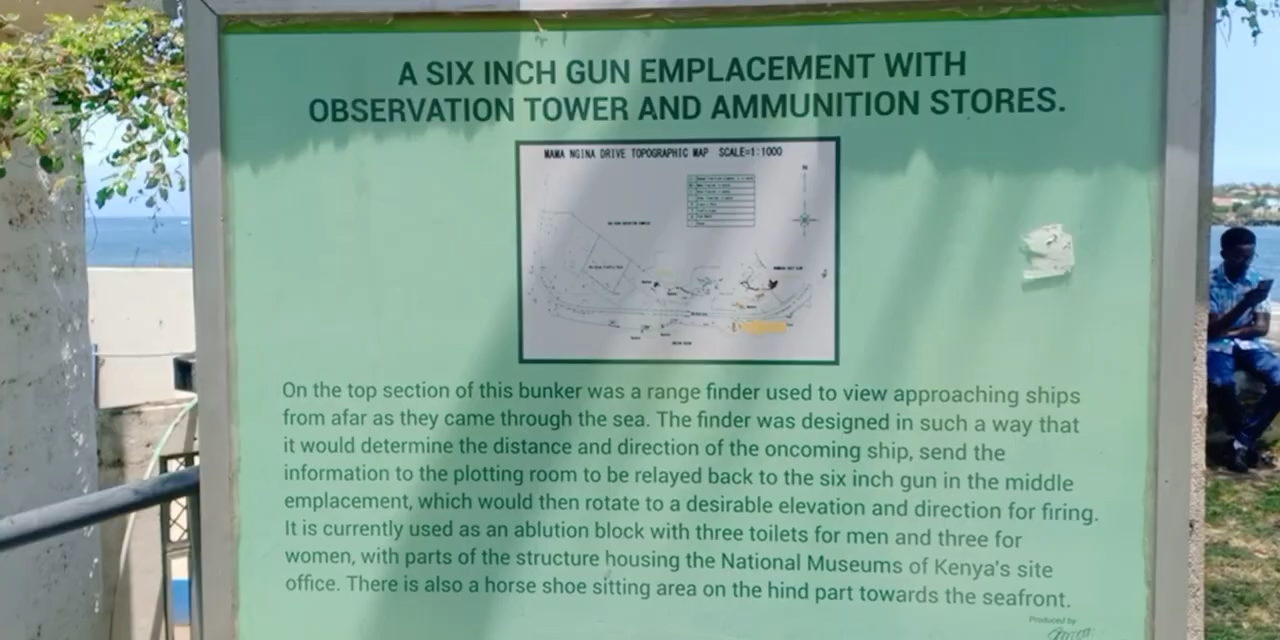 A SIX INCH GUN EMPLACEMENT WITH
OBSERVATION TOWER AND AMMUNITION STORES.
MAMA NGINA DRIVE TOPOGRAPHIC MAP SCALE=1:1000
N
On the top section of this bunker was a range finder used to view approaching ships
from afar as they came through the sea. The finder was designed in such a way that
it would determine the distance and direction of the oncoming ship, send the
information to the plotting room to be relayed back to the six inch gun in the middle
emplacement, which would then rotate to a desirable elevation and direction for firing.
It is currently used as an ablution block with three toilets for men and three for
women, with parts of the structure housing the National Museums of Kenya's site
office. There is also a horse shoe sitting area on the hind part towards the seafront.
Produced by